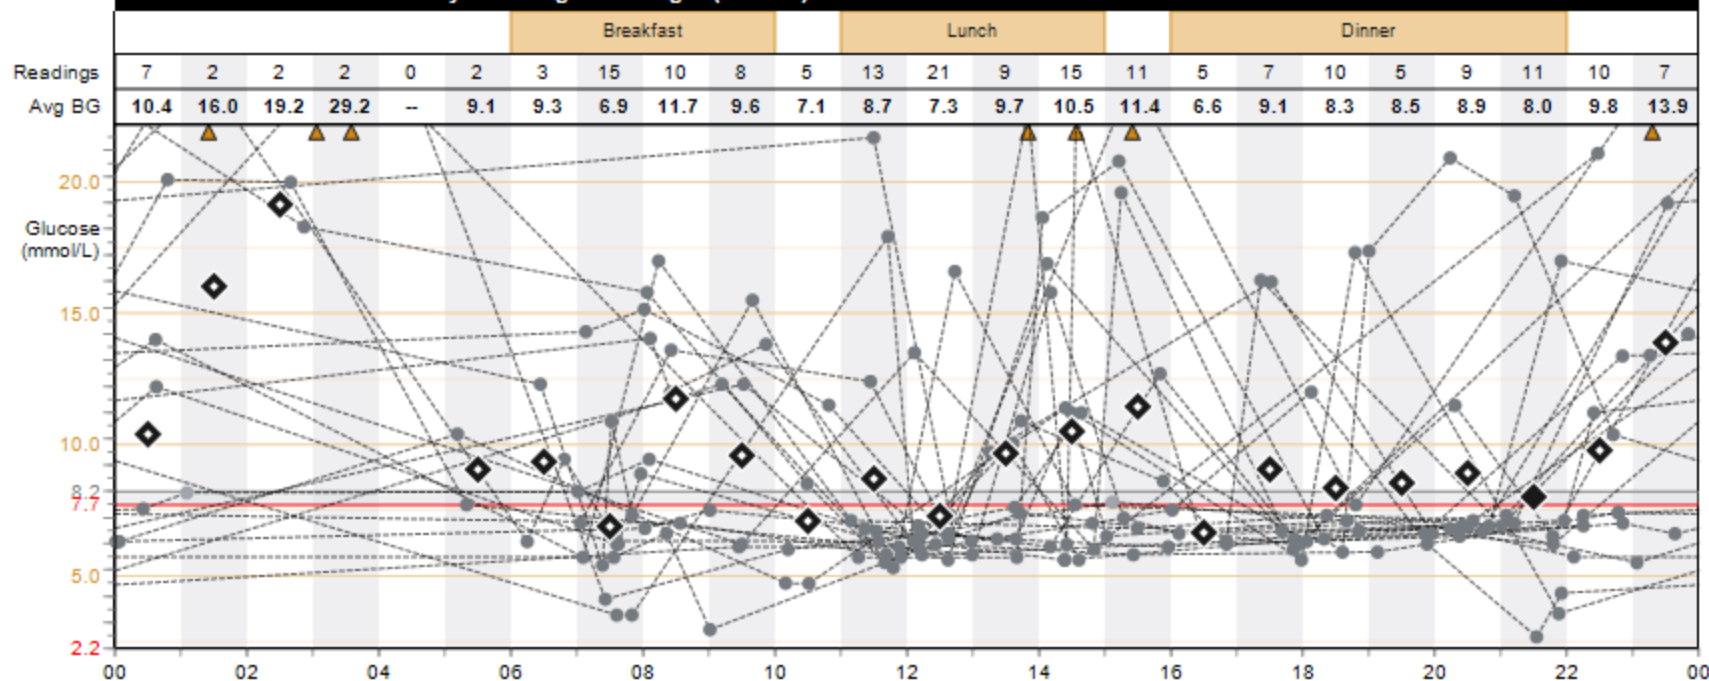 Breakfast Lunch Dinner
Readings 7 2 2 2 0 2 3 15 10 8 5 13 21 9 15 11 5 7 10 5 9 11 10 7
Avg BG 10.4 16.0 19.2 29.2 -- 9.1 9.3 6.9 11.7 9.6 7.1 8.7 7.3 9.7 10.5 11.4 6.6 9.1 8.3 8.5 8.9 8.0 9.8 13.9
20.0
Glucose
(mmol/L)
15.0
10.0
8.2
7.7
5.0
2.2
00 02 04 06 08 10 12 14 16 18 20 22 00